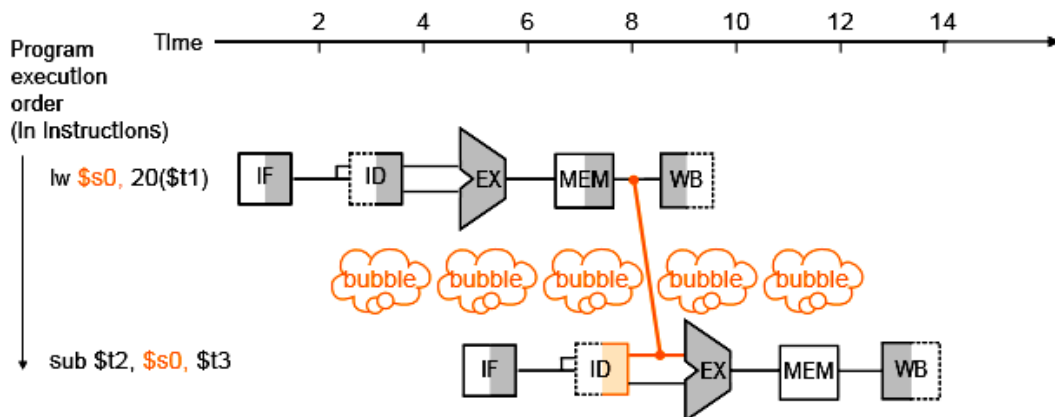 2 4 6 8 10 12 14
Program TIme
execution
order
(In Instructions)
lw $s0, 20($t1) IF ID EX MEM WB
bubble bubble bubble bubble bubble
sub $t2, $s0, $t3 IF ID EX MEM WB